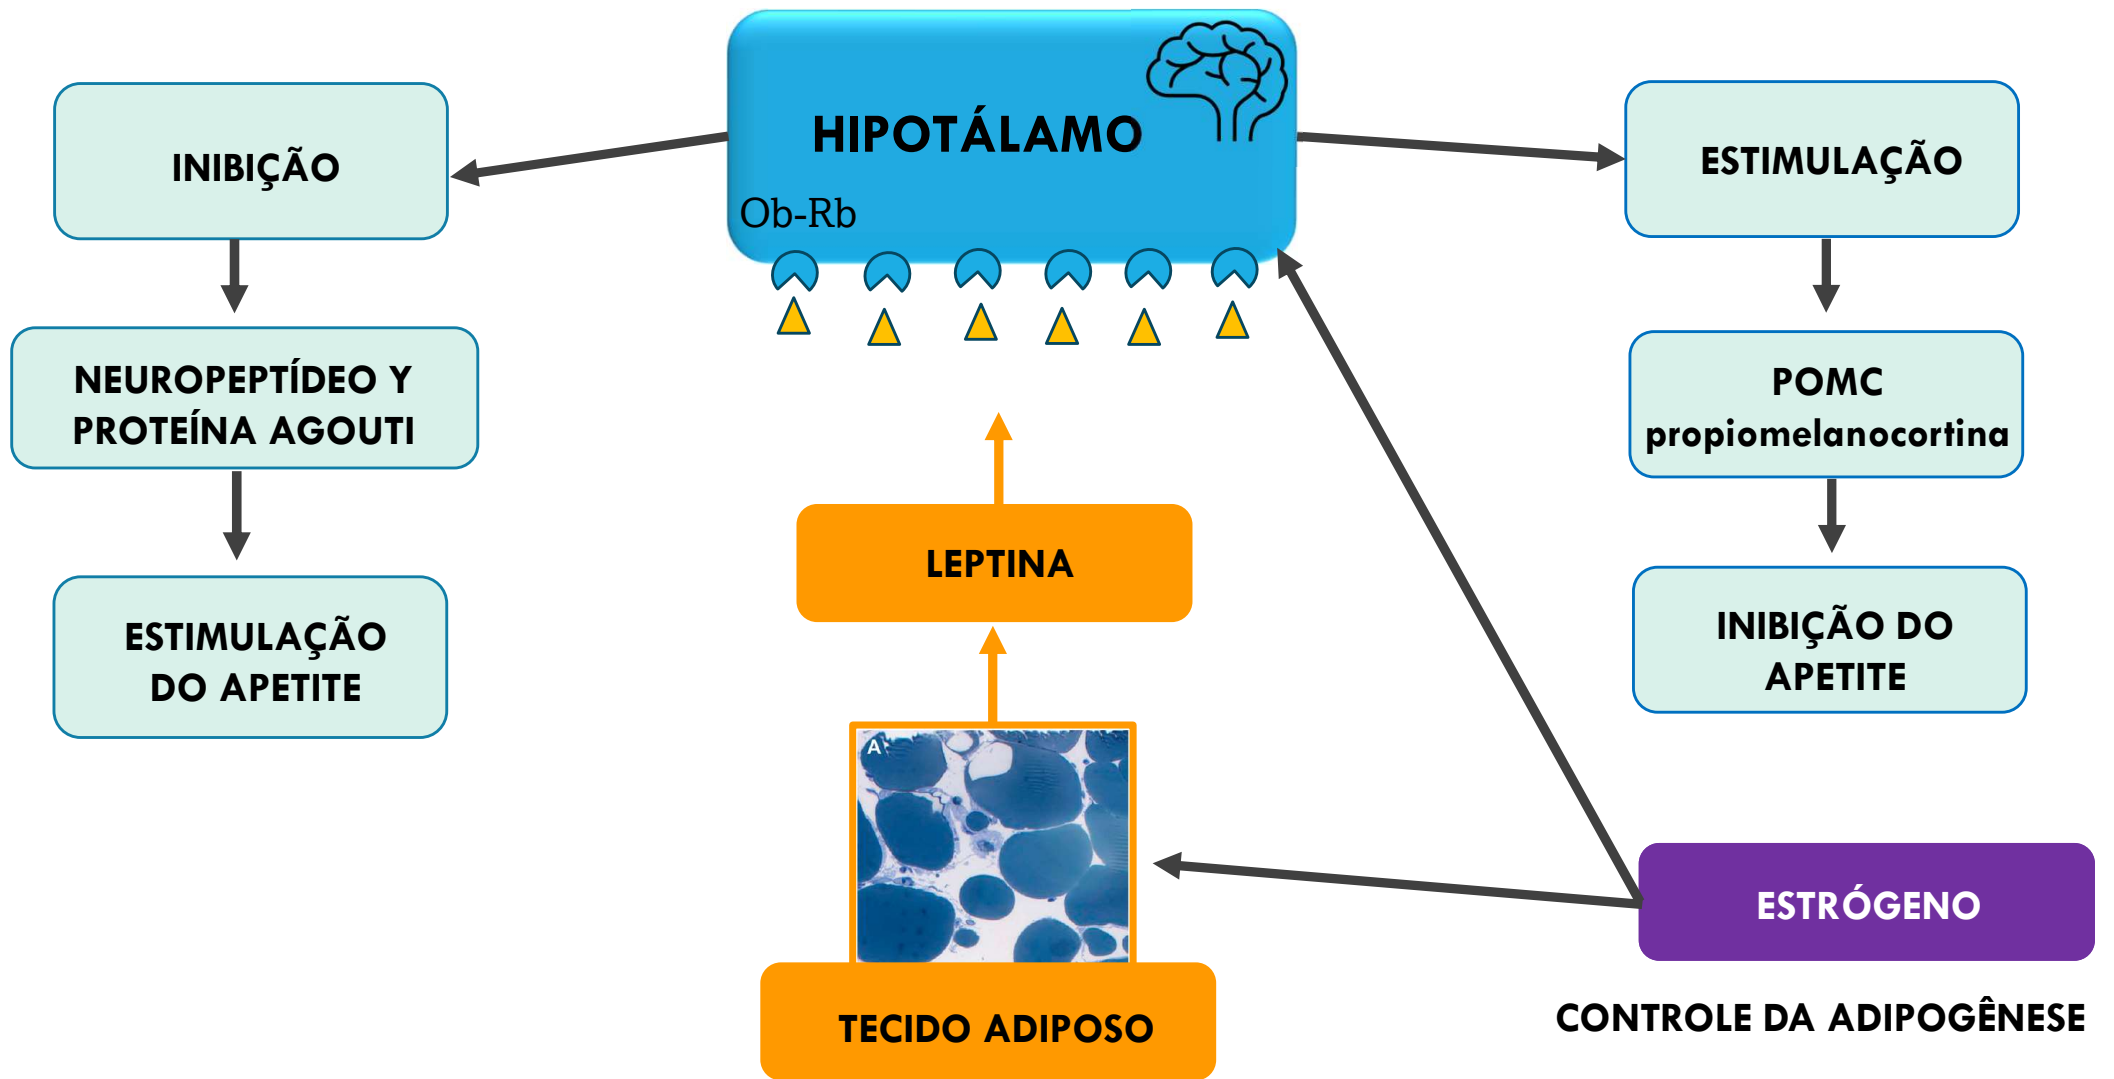 HIPOTÁLAMO
Ob-Rb
INIBIÇÃO
NEUROPEPTÍDEO Y
PROTEÍNA AGOUTI
ESTIMULAÇÃO
DO APETITE
ESTIMULAÇÃO
POMC
propiomelanocortina
INIBIÇÃO DO
APETITE
LEPTINA
A
TECIDO ADIPOSO
ESTRÓGENO
CONTROLE DA ADIPOGÊNESE